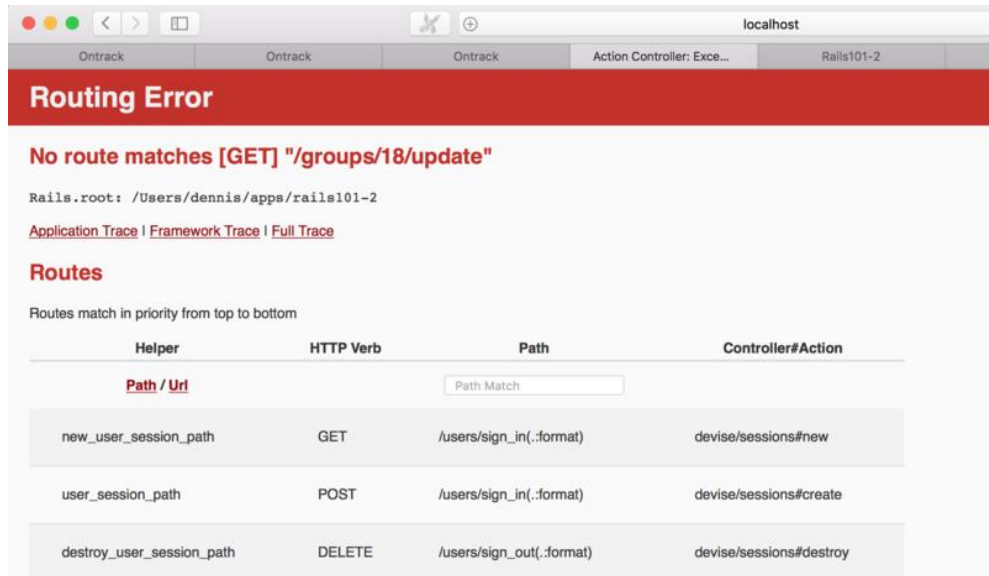 localhost
Ontrack Ontrack Ontrack Action Controller: Exce... Rails101-2
Routing Error
No route matches [GET] "/groups/18/update"
Rails.root: /Users/dennis/apps/rails101-2
Application Trace | Framework Trace | Full Trace
Routes
Routes match in priority from top to bottom
Helper HTTP Verb Path Controller#Action
Path / Url Path Match
new_user_session_path GET /users/sign_in(.:format) devise/sessions#new
user_session_path POST /users/sign_in(.:format) devise/sessions#create
destroy_user_session_path DELETE /users/sign_out(.:format) devise/sessions#destroy